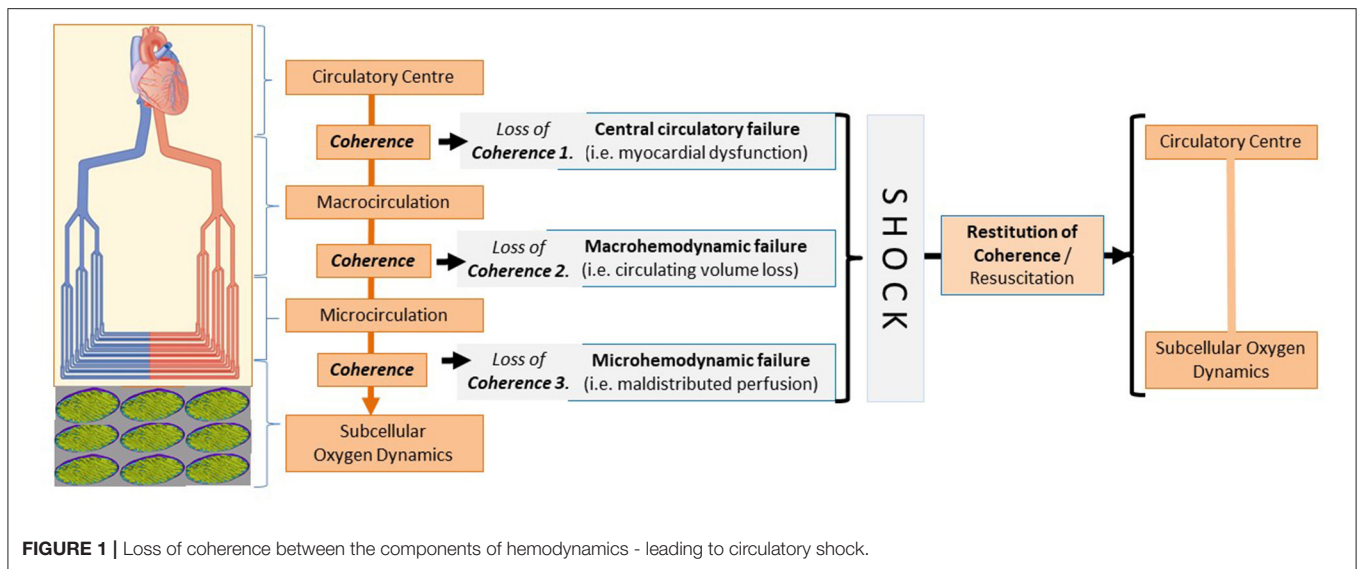 Circulatory Centre
Coherence
Loss of
Coherence 1.
Central circulatory failure
(i.e. myocardial dysfunction)
Macrocirculation
Coherence
Loss of
Coherence 2.
Macrohemodynamic failure
(i.e. circulating volume loss)
Microcirculation
Coherence
Loss of
Coherence 3.
Microhemodynamic failure
(i.e. maldistributed perfusion)
Subcellular
Oxygen Dynamics
SHOCK
Restitution of
Coherence /
Resuscitation
Circulatory Centre
Subcellular Oxygen
Dynamics
FIGURE 1 | Loss of coherence between the components of hemodynamics - leading to circulatory shock.